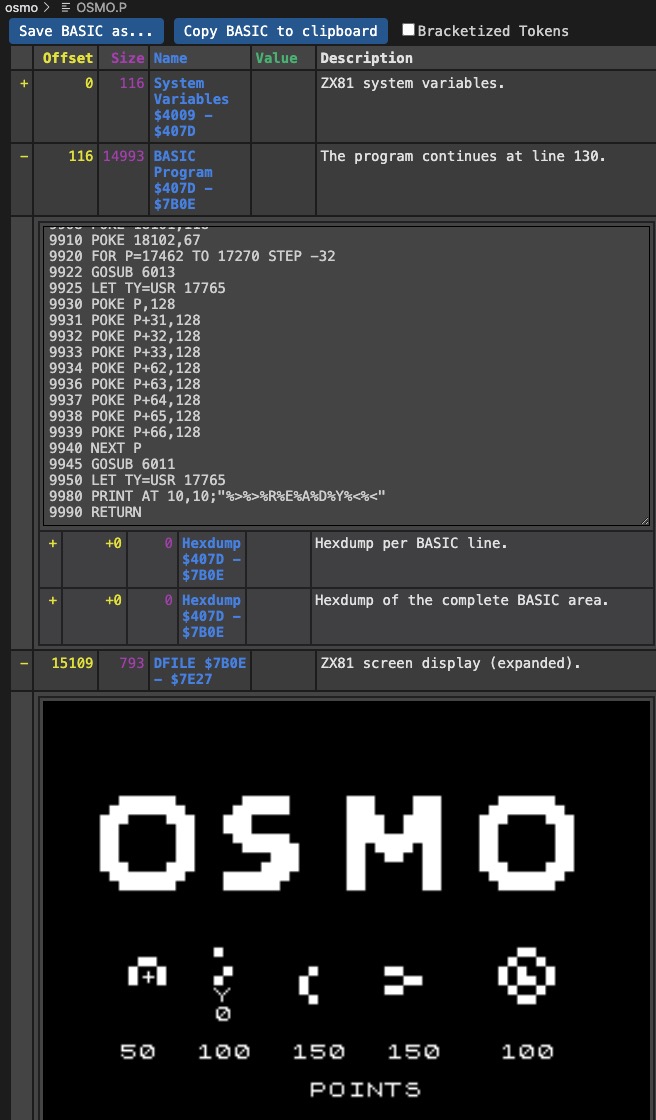 osmo > OSMO.P
Save BASIC as... Copy BASIC to clipboard Bracketized Tokens
Offset Size Name Value Description
+ 0 116 System Variables $4009 – $407D ZX81 system variables.
– 116 14993 BASIC Program $407D – $7B0E The program continues at line 130.
9910 POKE 18102,67
9920 FOR P=17462 TO 17270 STEP -32
9922 GOSUB 6013
9925 LET TY=USR 17765
9930 POKE P,128
9931 POKE P+31,128
9932 POKE P+32,128
9933 POKE P+33,128
9934 POKE P+62,128
9936 POKE P+63,128
9937 POKE P+64,128
9938 POKE P+65,128
9939 POKE P+66,128
9940 NEXT P
9945 GOSUB 6011
9950 LET TY=USR 17765
9980 PRINT AT 10,10;"%>%>%R%E%A%D%Y%<%<"
9990 RETURN
+ +0 0 Hexdump $407D – $7B0E Hexdump per BASIC line.
+ +0 0 Hexdump $407D – $7B0E Hexdump of the complete BASIC area.
– 15109 793 DFILE $7B0E – $7E27 ZX81 screen display (expanded).
OSMO
+
Y
0
50 100 150 150 100
POINTS